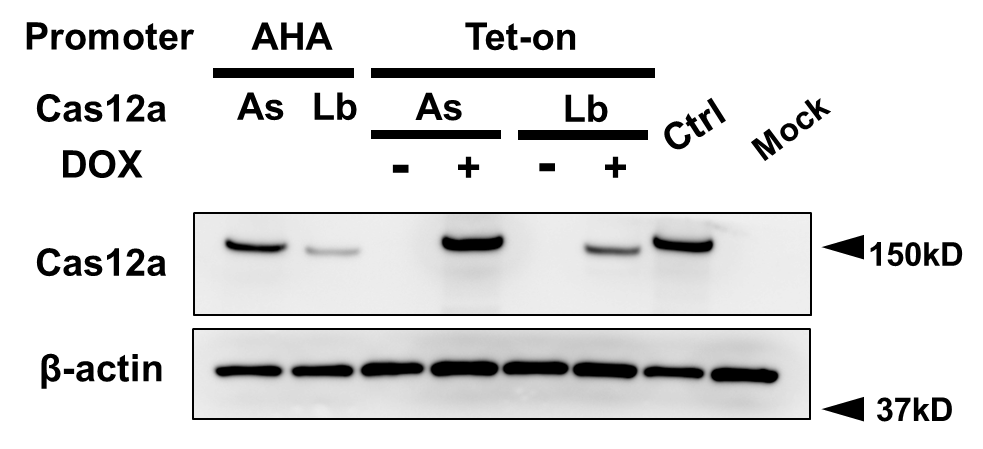 Promoter AHA Tet-on
Cas12a As Lb As Lb Ctrl Mock
DOX - + - +
Cas12a 150kD
β-actin
37kD